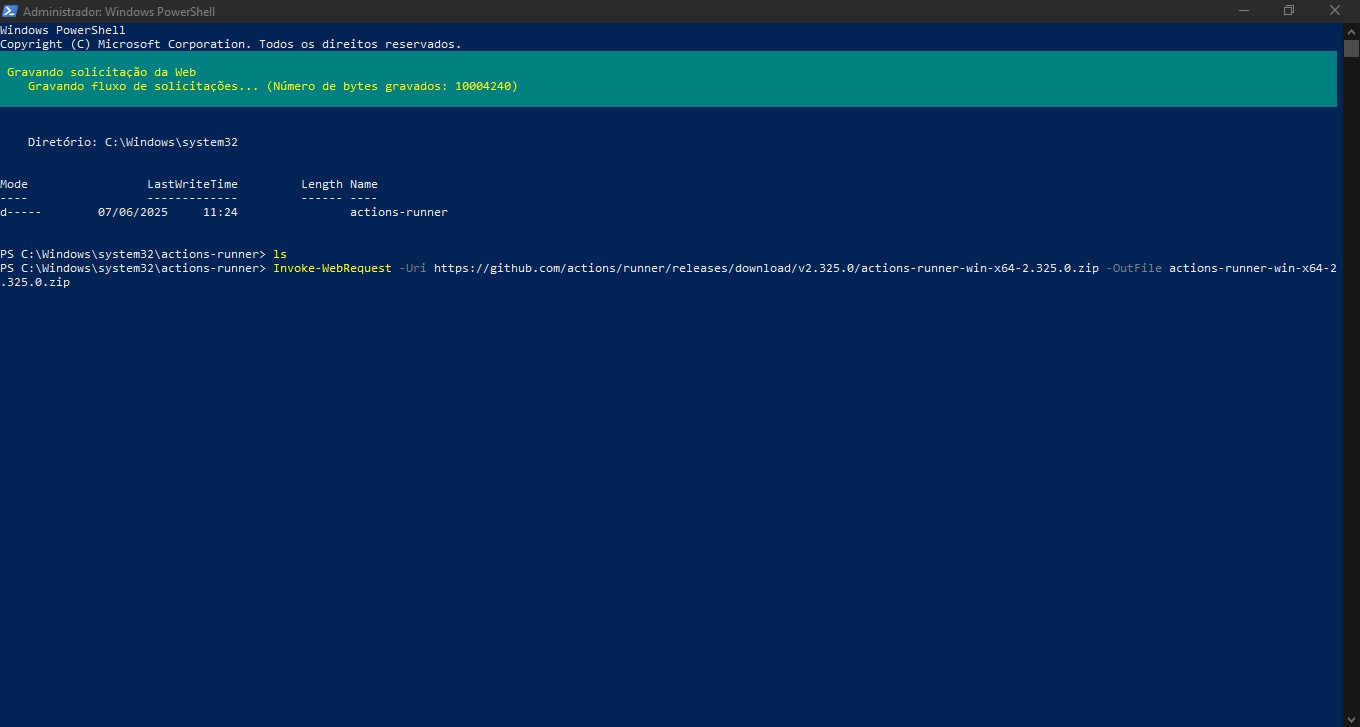 Administrador: Windows PowerShell
Windows PowerShell
Copyright (C) Microsoft Corporation. Todos os direitos reservados.
Gravando solicitação da Web
Gravando fluxo de solicitações... (Número de bytes gravados: 10004240)
Diretório: C:\Windows\system32
Mode                 LastWriteTime         Length Name
----                 -------------         ------ ----
d-----        07/06/2025     11:24                actions-runner
PS C:\Windows\system32\actions-runner> ls
PS C:\Windows\system32\actions-runner> Invoke-WebRequest -Uri https://github.com/actions/runner/releases/download/v2.325.0/actions-runner-win-x64-2.325.0.zip -OutFile actions-runner-win-x64-2
.325.0.zip